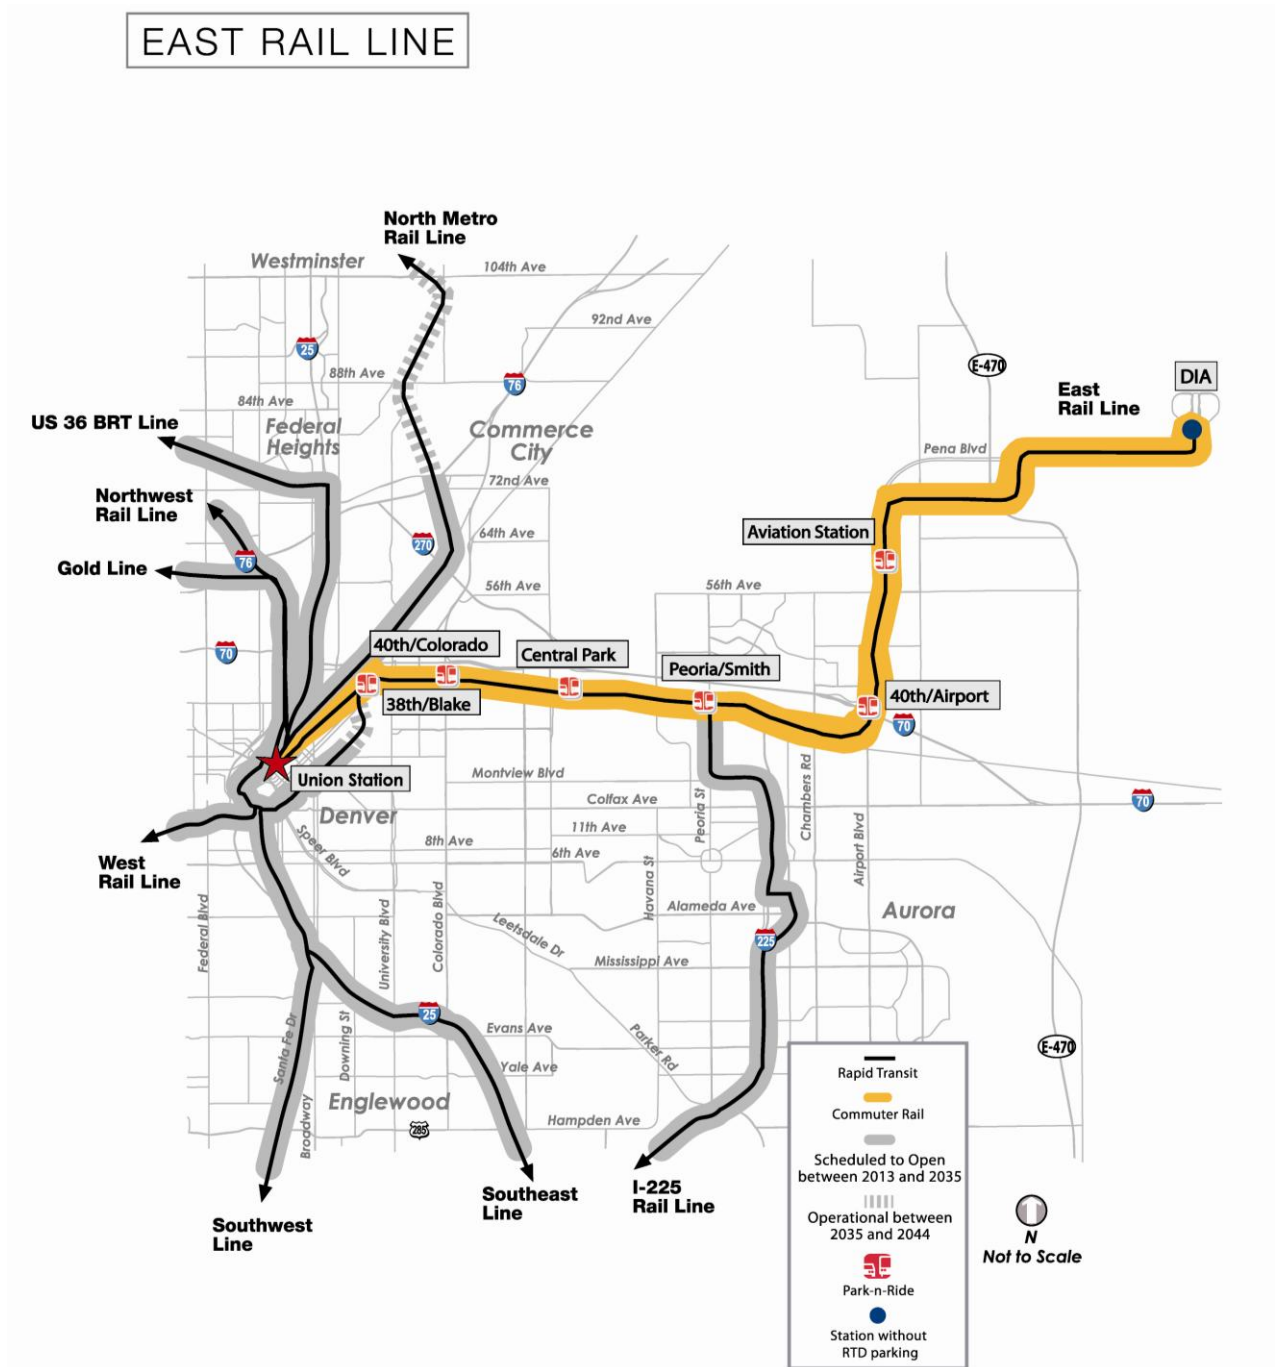 EAST RAIL LINE
North Metro
Rail Line
Westminster
104th Ave
92nd Ave
25
88th Ave
76
E-470
84th Ave
DIA
East
Rail Line
US 36 BRT Line
Federal
Heights
Commerce
City
Pena Blvd
72nd Ave
Northwest
Rail Line
Aviation Station
64th Ave
270
76
Gold Line
56th Ave
56th Ave
70
40th/Colorado
Central Park
Peoria/Smith
40th/Airport
38th/Blake
70
Union Station
Montview Blvd
Colfax Ave
70
Denver
Peoria St
Chambers Rd
11th Ave
8th Ave
6th Ave
Speer Blvd
Airport Blvd
West
Rail Line
Federal Blvd
University Blvd
Colorado Blvd
Havana St
Alameda Ave
Aurora
Leetsdale Dr
225
Mississippi Ave
25
Santa Fe Dr
Downing St
Evans Ave
Parker Rd
E-470
Yale Ave
Englewood
Broadway
285
Hampden Ave
Southeast
Line
I-225
Rail Line
Southwest
Line
Rapid Transit
Commuter Rail
Scheduled to Open
between 2013 and 2035
Operational between
2035 and 2044
Park-n-Ride
Station without
RTD parking
N
Not to Scale